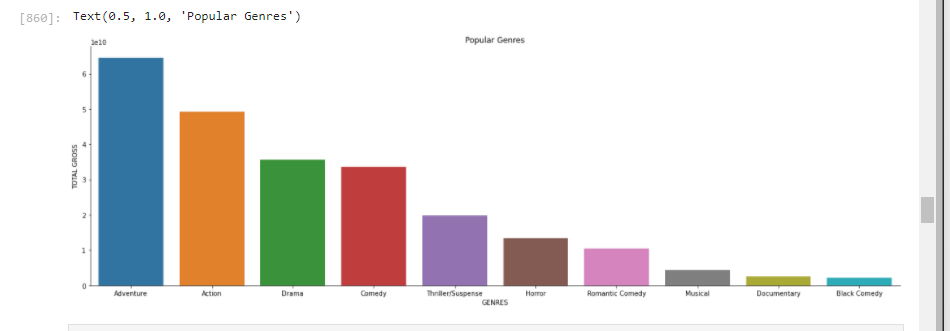 [860]: Text(0.5, 1.0, 'Popular Genres')
Popular Genres
1e10
6
5
4
3
2
1
0
TOTAL GROSS
Adventure Action Drama Comedy Thriller/Suspense Horror Romantic Comedy Musical Documentary Black Comedy
GENRES